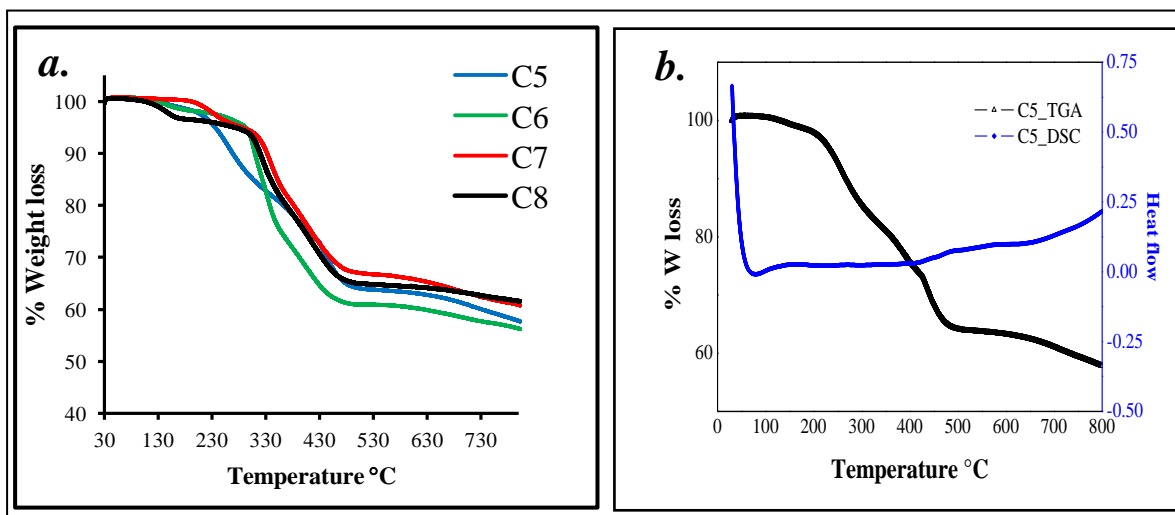 a.
C5
C6
C7
C8
% Weight loss
100
90
80
70
60
50
40
30 130 230 330 430 530 630 730
Temperature °C
b.
C5_TGA
C5_DSC
% W loss
100
80
60
0 100 200 300 400 500 600 700 800
Temperature °C
0.75
0.50
0.25
0.00
-0.25
-0.50
Heat flow